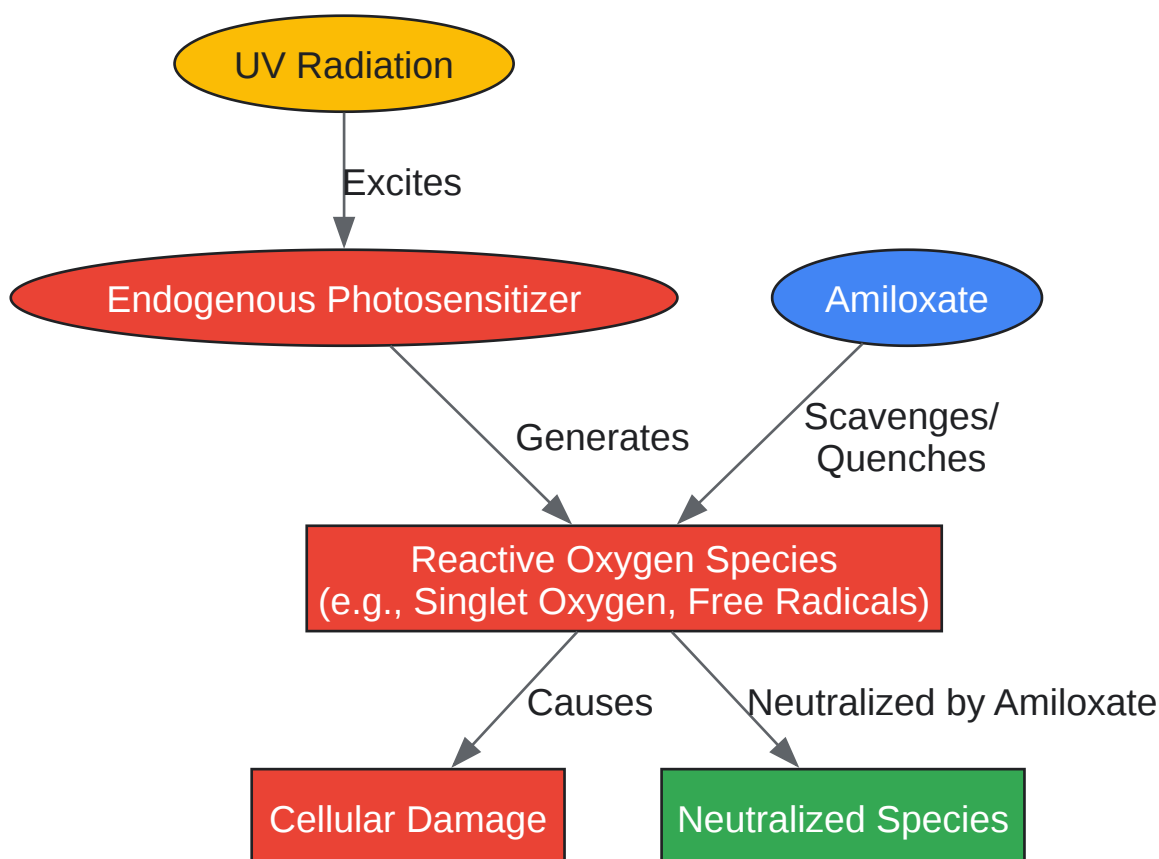 UV Radiation
Excites
Endogenous Photosensitizer
Amiloxate
Generates
Scavenges/
Quenches
Reactive Oxygen Species
(e.g., Singlet Oxygen, Free Radicals)
Causes
Neutralized by Amiloxate
Cellular Damage
Neutralized Species